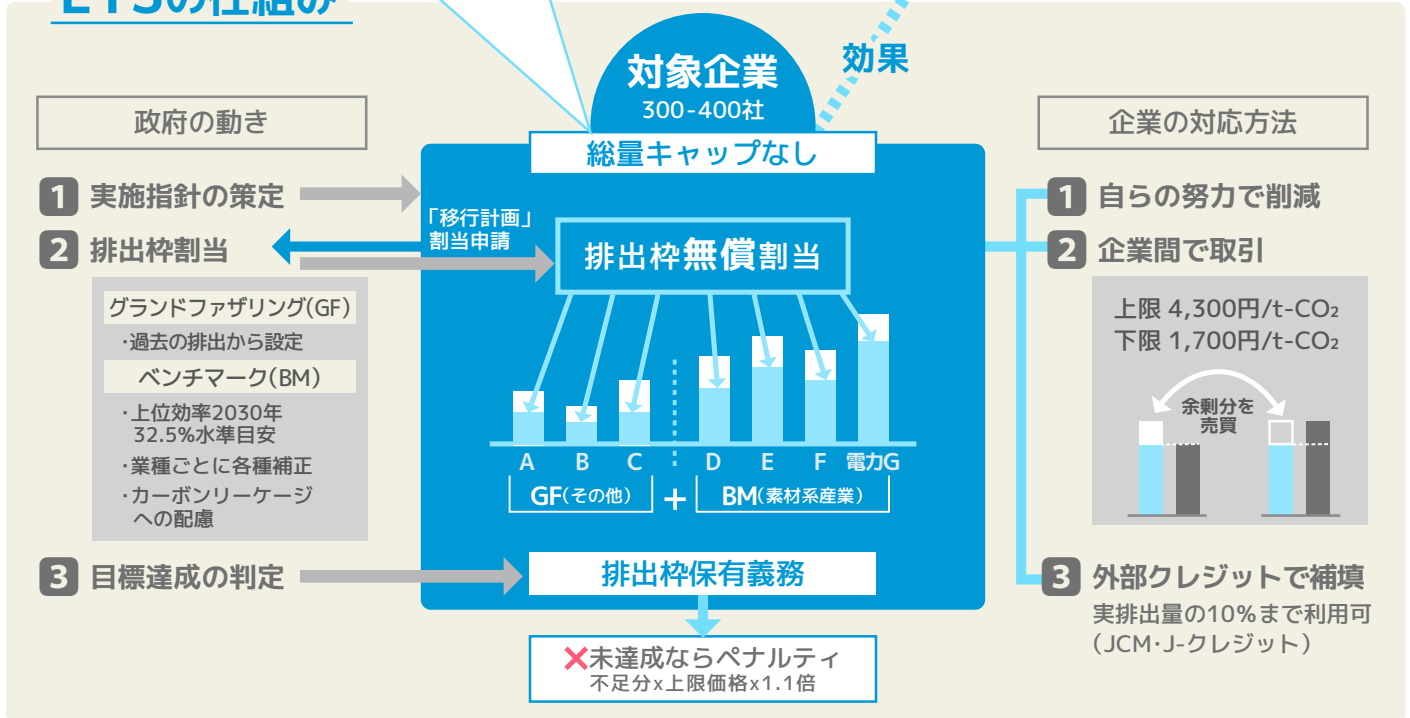 ETSの仕組み
対象企業
300-400社
効果
総量キャップなし
政府の動き
1 実施指針の策定
2 排出枠割当
グランドファザリング(GF)
・過去の排出から設定
ベンチマーク(BM)
・上位効率2030年
32.5%水準目安
・業種ごとに各種補正
・カーボンリーケージ
への配慮
3 目標達成の判定
「移行計画」
割当申請
排出枠無償割当
A B C D E F 電力G
GF(その他) + BM(素材系産業)
排出枠保有義務
×未達成ならペナルティ
不足分x上限価格x1.1倍
企業の対応方法
1 自らの努力で削減
2 企業間で取引
上限 4,300円/t-CO₂
下限 1,700円/t-CO₂
余剰分を
売買
3 外部クレジットで補填
実排出量の10%まで利用可
(JCM・J-クレジット)